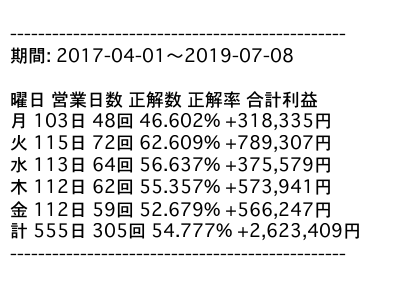 ------------------------------------------------
期間: 2017-04-01〜2019-07-08
曜日 営業日数 正解数 正解率 合計利益
月 103日 48回 46.602% +318,335円
火 115日 72回 62.609% +789,307円
水 113日 64回 56.637% +375,579円
木 112日 62回 55.357% +573,941円
金 112日 59回 52.679% +566,247円
計 555日 305回 54.777% +2,623,409円
------------------------------------------------